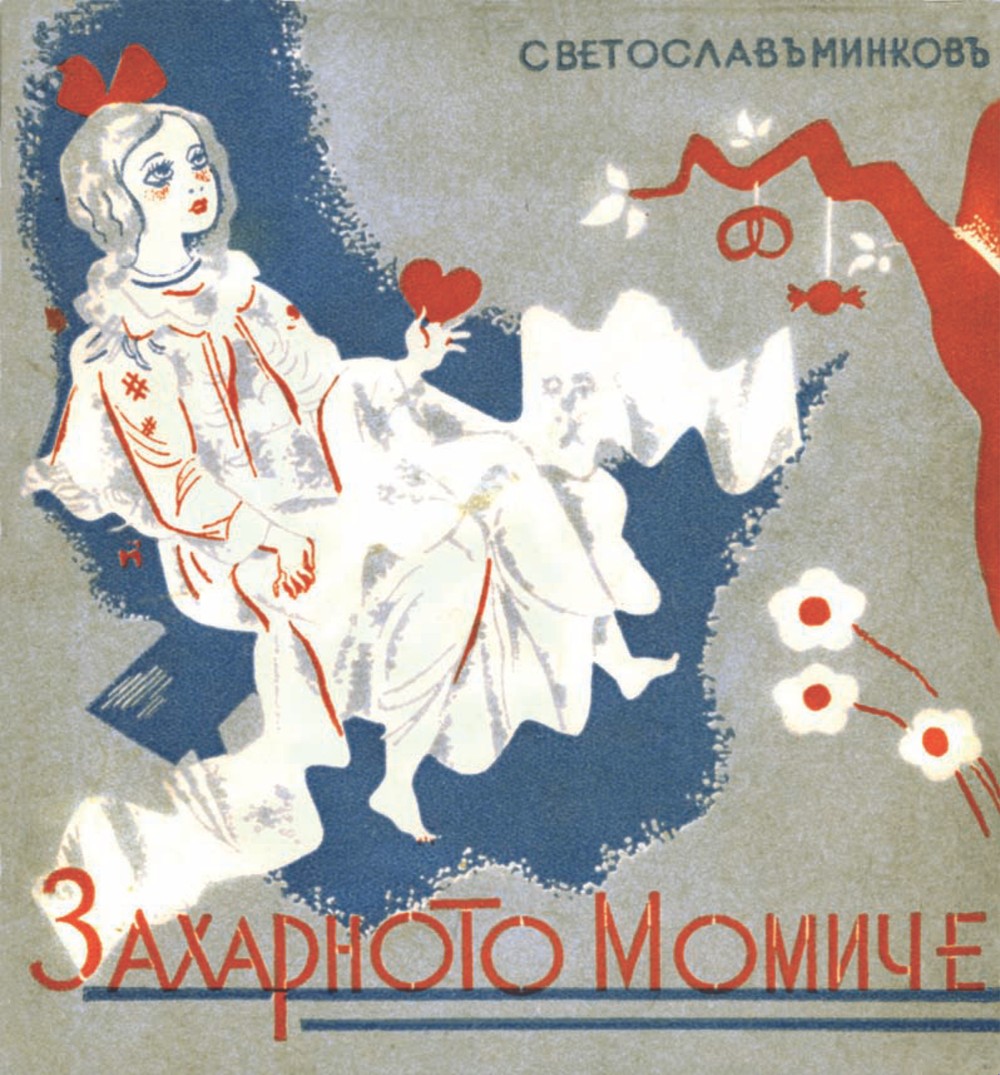 СВЕТОСЛАВЪ МИНКОВЪ
ЗАХАРНОТО МОМИЧЕ